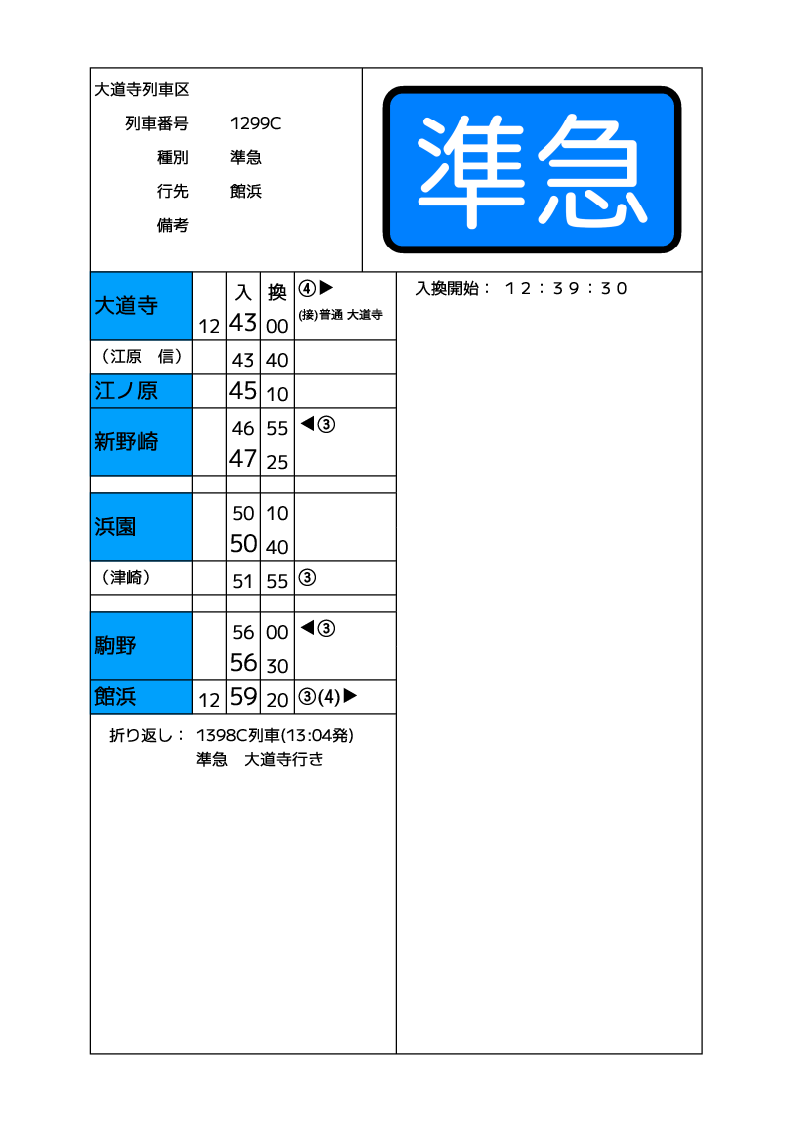 大道寺列車区
列車番号 1299C
種別 準急
行先 館浜
備考
準急
大道寺 入 換 ④▶
12 43 00 (接)普通 大道寺
（江原　信） 43 40
江ノ原 45 10
新野崎 46 55 ◀③
47 25
浜園 50 10
50 40
（津崎） 51 55 ③
駒野 56 00 ◀③
56 30
館浜 12 59 20 ③(4)▶
折り返し： 1398C列車(13:04発)
準急　大道寺行き
入換開始： １２：３９：３０